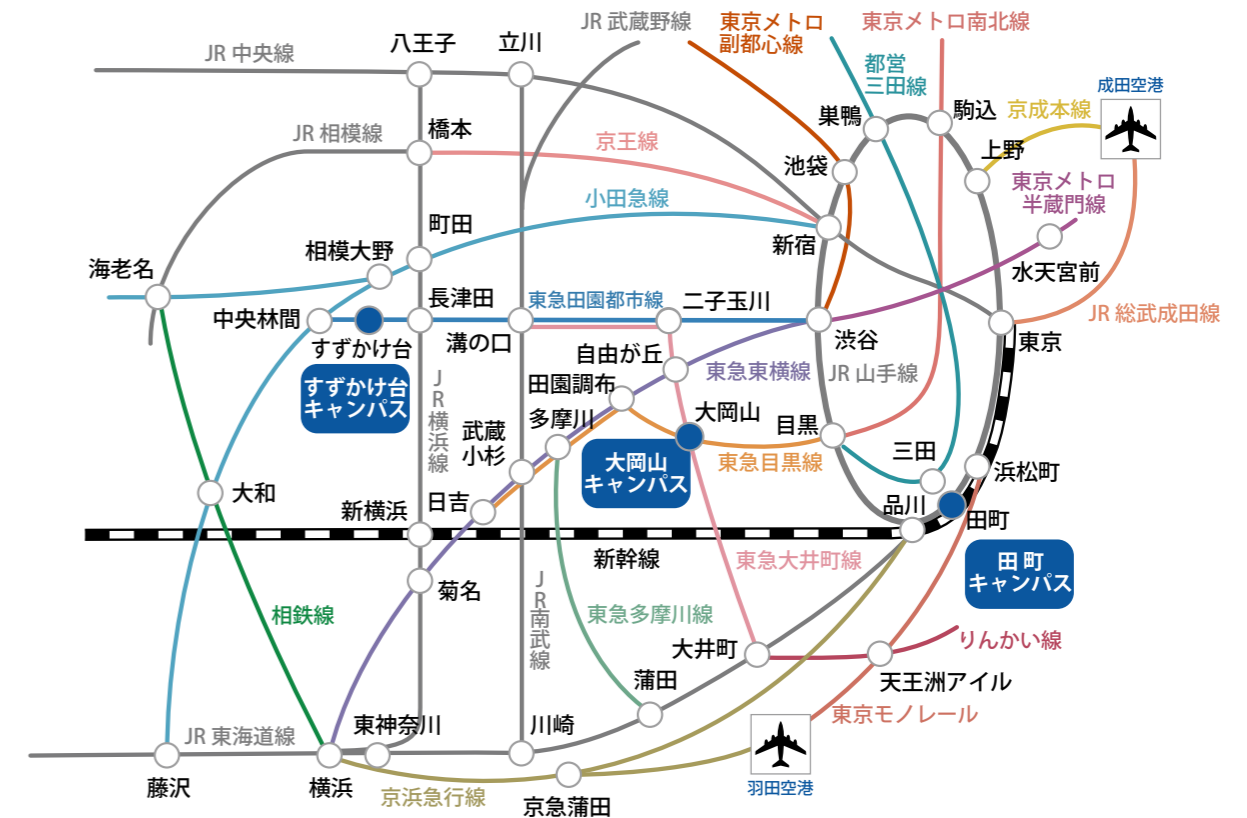 JR 武蔵野線
東京メトロ
副都心線
東京メトロ南北線
八王子
立川
JR 中央線
都営
三田線
成田空港
巣鴨
駒込
京成本線
橋本
JR 相模線
京王線
池袋
上野
東京メトロ
半蔵門線
小田急線
町田
新宿
相模大野
海老名
水天宮前
長津田
東急田園都市線
二子玉川
中央林間
JR 総武成田線
すずかけ台
溝の口
渋谷
東京
自由が丘
東急東横線
JR 山手線
すずかけ台
キャンパス
田園調布
JR横浜線
多摩川
大岡山
武蔵
小杉
目黒
三田
大岡山
キャンパス
東急目黒線
浜松町
大和
日吉
新横浜
品川
田町
新幹線
東急大井町線
田町
キャンパス
菊名
JR南武線
相鉄線
東急多摩川線
りんかい線
大井町
天王洲アイル
蒲田
東京モノレール
東神奈川
川崎
JR 東海道線
藤沢
横浜
京浜急行線
京急蒲田
羽田空港